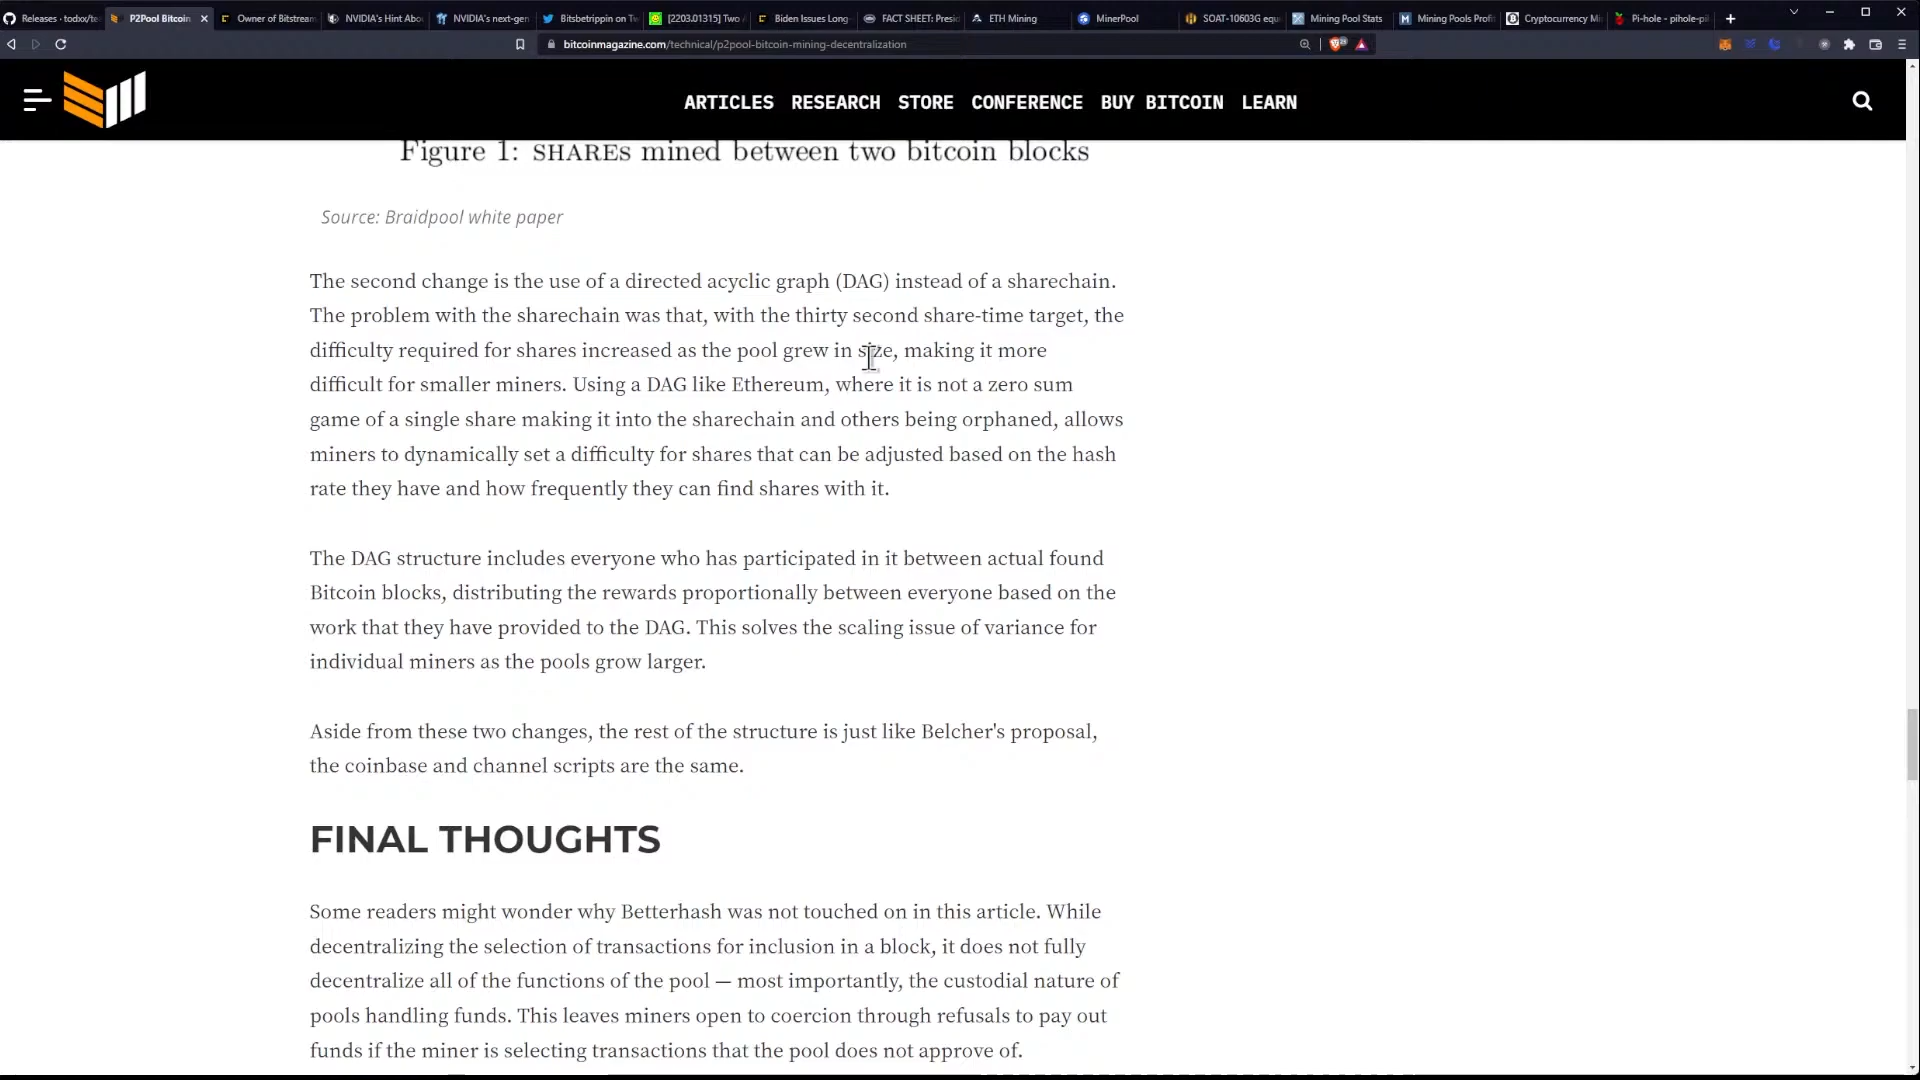 Releases · todxx/te
P2Pool Bitcoin
Owner of Bitstream
NVIDIA's Hint Abou
NVIDIA's next-gen
Bitsbetrippin on Tw
[2203.01315] Two A
Biden Issues Long-
FACT SHEET: Presid
ETH Mining
MinerPool
SOAT-10603G equ
Mining Pool Stats
Mining Pools Profit
Cryptocurrency Mi
Pi-hole - pihole-pi
bitcoinmagazine.com/technical/p2pool-bitcoin-mining-decentralization
ARTICLES RESEARCH STORE CONFERENCE BUY BITCOIN LEARN
Figure 1: SHAREs mined between two bitcoin blocks
Source: Braidpool white paper
The second change is the use of a directed acyclic graph (DAG) instead of a sharechain.
The problem with the sharechain was that, with the thirty second share-time target, the
difficulty required for shares increased as the pool grew in size, making it more
difficult for smaller miners. Using a DAG like Ethereum, where it is not a zero sum
game of a single share making it into the sharechain and others being orphaned, allows
miners to dynamically set a difficulty for shares that can be adjusted based on the hash
rate they have and how frequently they can find shares with it.
The DAG structure includes everyone who has participated in it between actual found
Bitcoin blocks, distributing the rewards proportionally between everyone based on the
work that they have provided to the DAG. This solves the scaling issue of variance for
individual miners as the pools grow larger.
Aside from these two changes, the rest of the structure is just like Belcher's proposal,
the coinbase and channel scripts are the same.
FINAL THOUGHTS
Some readers might wonder why Betterhash was not touched on in this article. While
decentralizing the selection of transactions for inclusion in a block, it does not fully
decentralize all of the functions of the pool — most importantly, the custodial nature of
pools handling funds. This leaves miners open to coercion through refusals to pay out
funds if the miner is selecting transactions that the pool does not approve of.